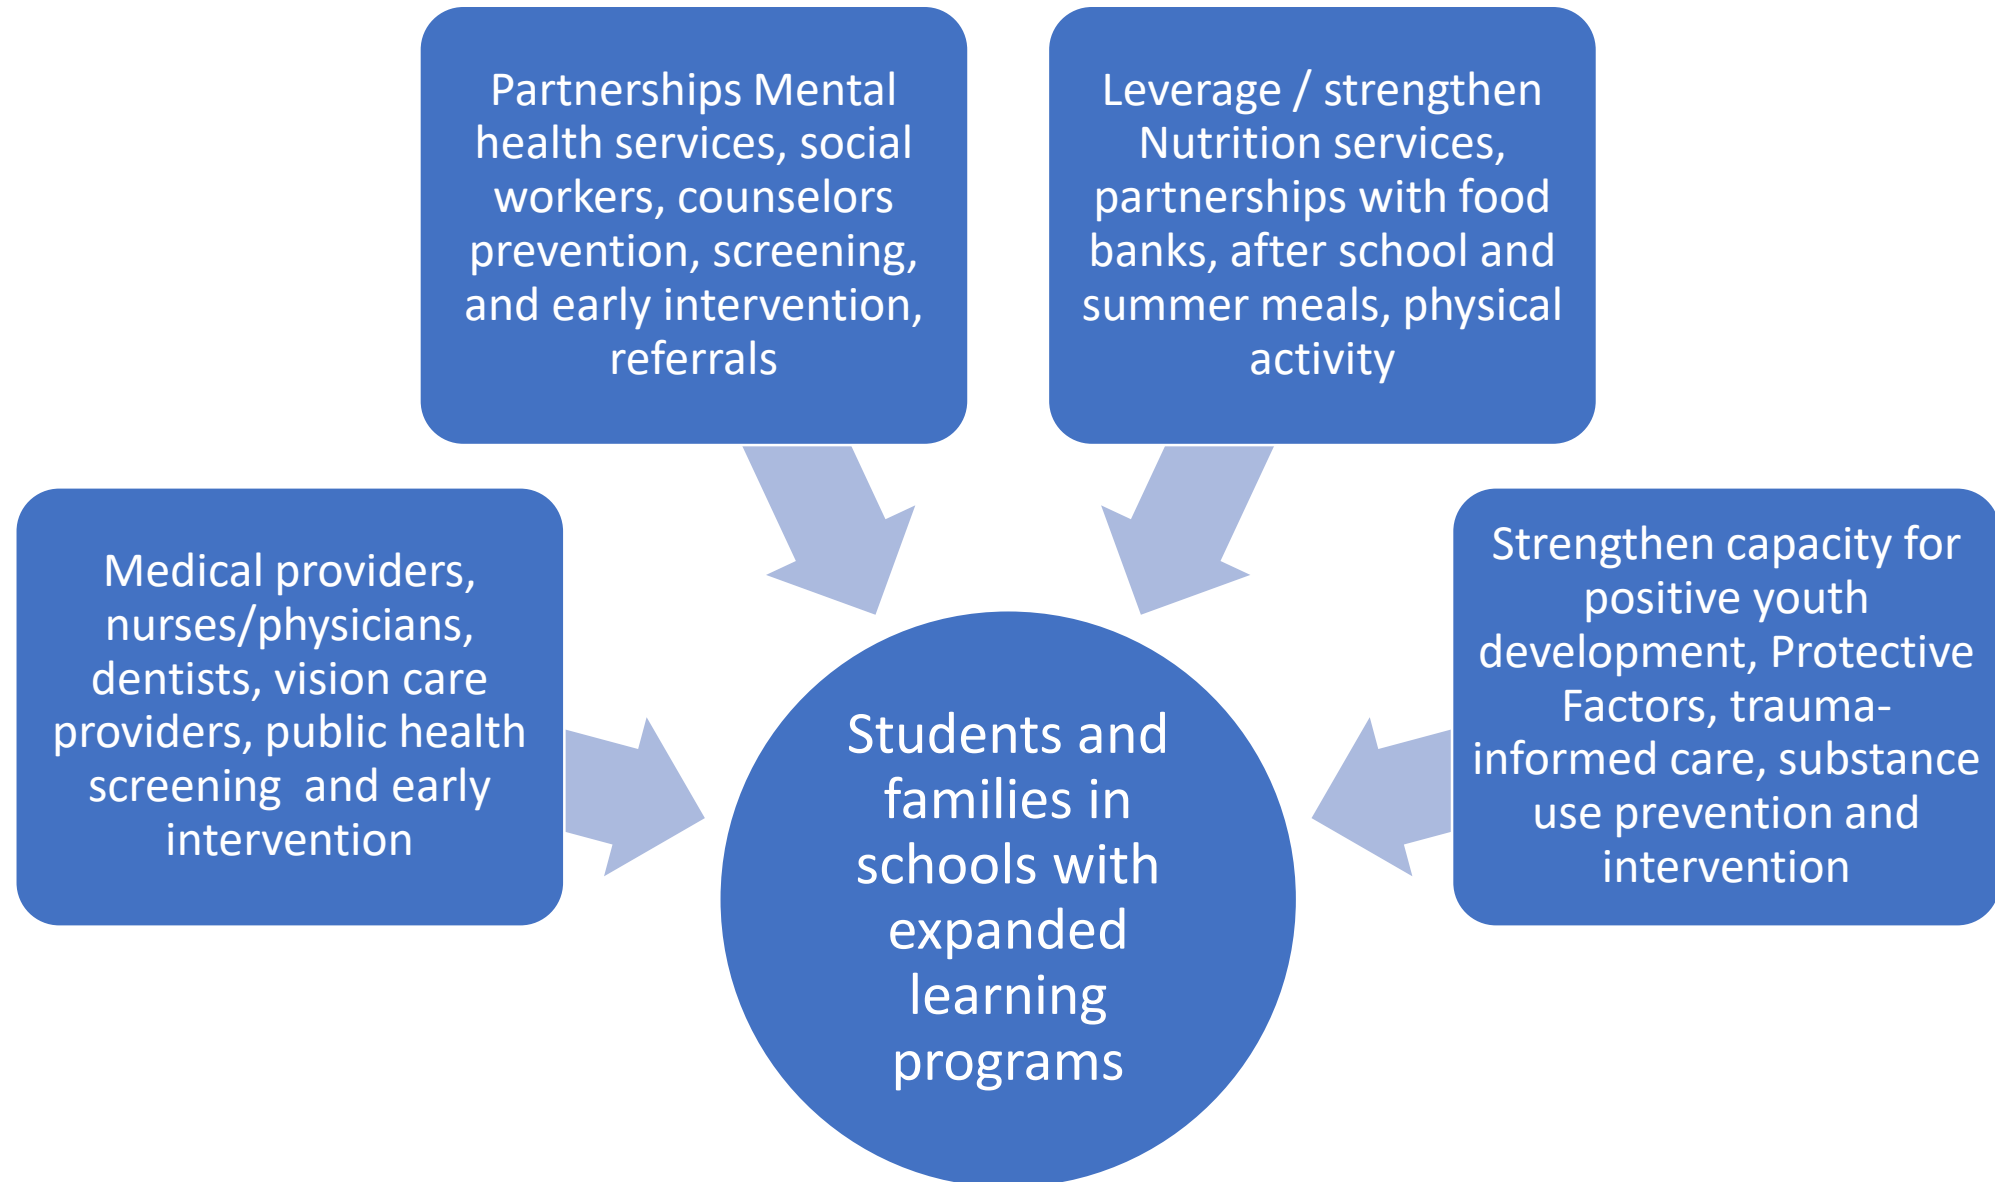 Partnerships Mental
health services, social
workers, counselors
prevention, screening,
and early intervention,
referrals
Leverage / strengthen
Nutrition services,
partnerships with food
banks, after school and
summer meals, physical
activity
Medical providers,
nurses/physicians,
dentists, vision care
providers, public health
screening  and early
intervention
Strengthen capacity for
positive youth
development, Protective
Factors, trauma-
informed care, substance
use prevention and
intervention
Students and
families in
schools with
expanded
learning
programs